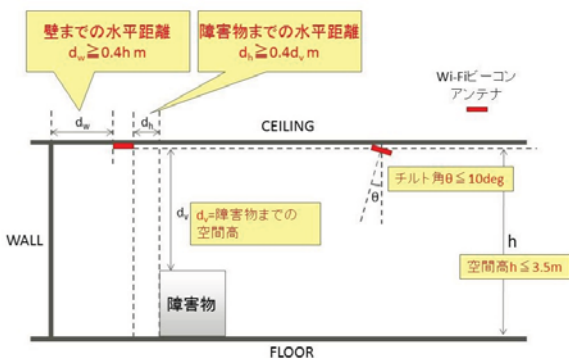 壁までの水平距離
dw≧0.4h m
障害物までの水平距離
dh≧0.4dv m
Wi-Fiビーコン
アンテナ
dw
dh
CEILING
チルト角θ≦10deg
θ
dv
dv=障害物までの
空間高
WALL
h
空間高h≦3.5m
障害物
FLOOR